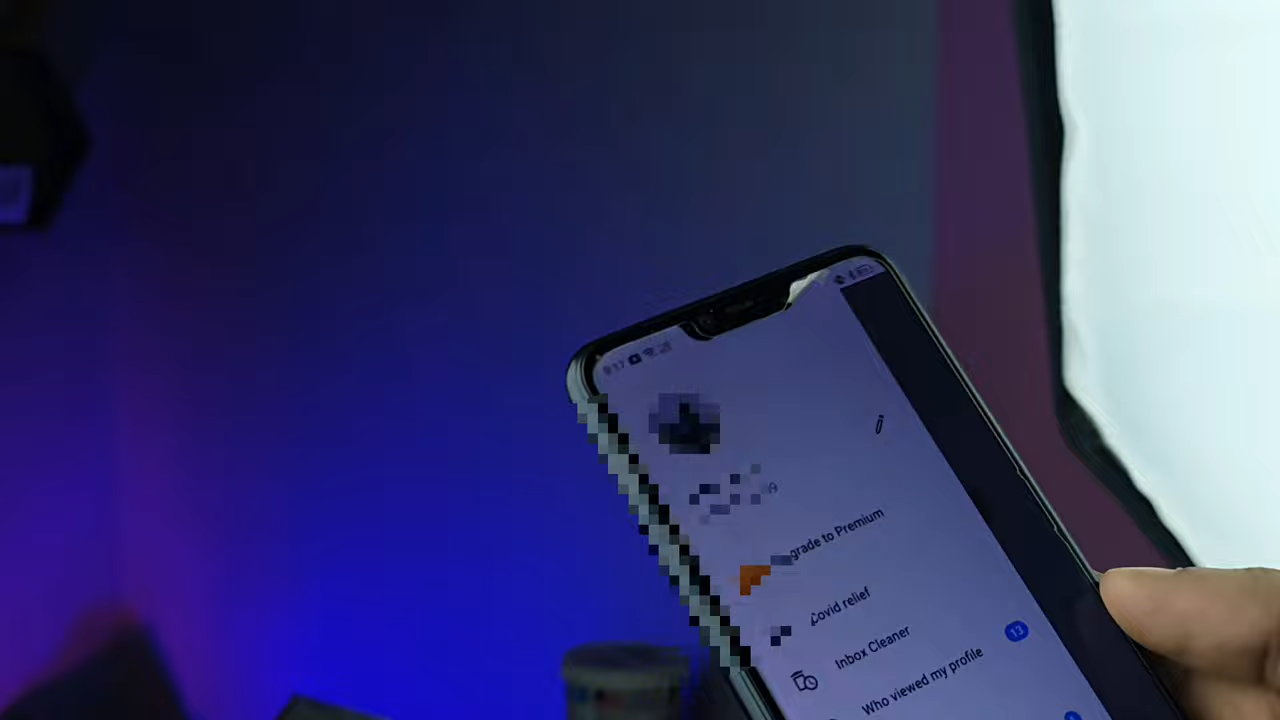 grade to Premium
Covid relief
Inbox Cleaner
Who viewed my profile
13